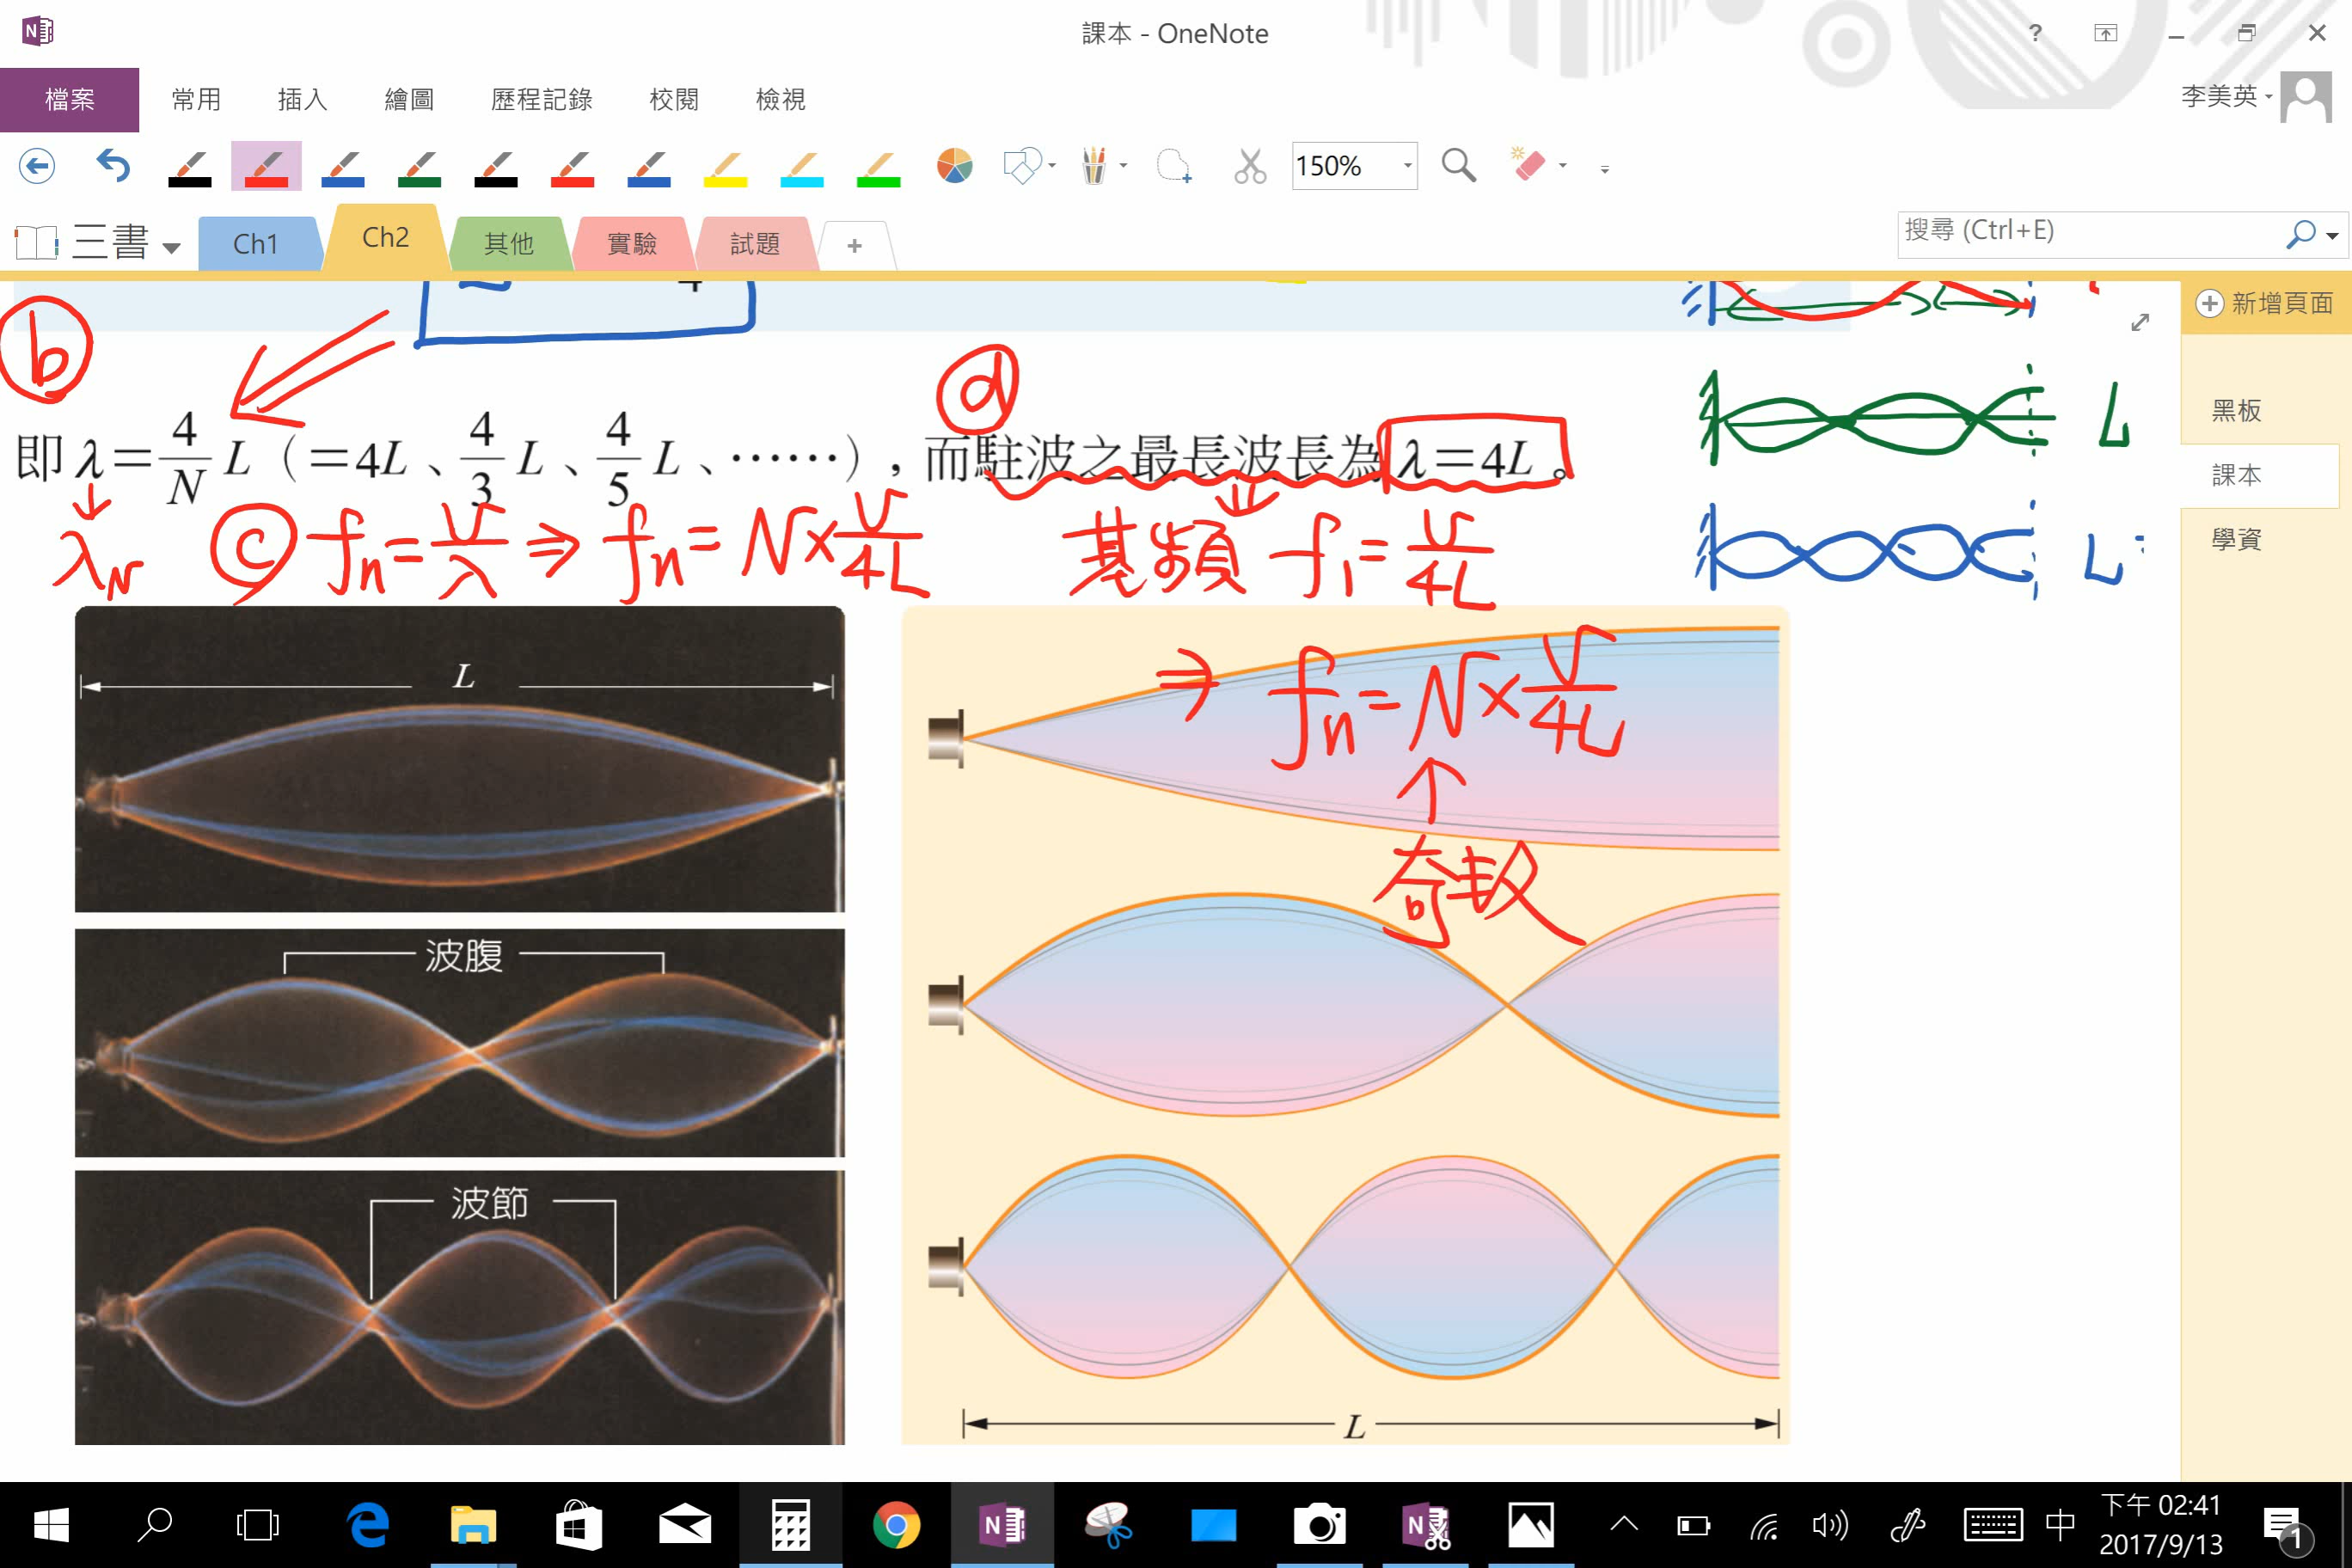 課本 - OneNote
?
檔案 常用 插入 繪圖 歷程記錄 校閱 檢視
李美英
150%
三書 Ch1 Ch2 其他 實驗 試題 +
搜尋 (Ctrl+E)
新增頁面
黑板
課本
學資
4
b
d
即 λ = 4/N L ( = 4L 、 4/3 L 、 4/5 L 、 …… ) , 而駐波之最長波長為 λ = 4L 。
L
λN
c fn = v/λ ⇒ fn = N × v/4L
基頻 f1 = v/4L
L
L
⇒ fn = N × v/4L
↑
奇數
波腹
波節
L
中
下午 02:41
2017/9/13
1